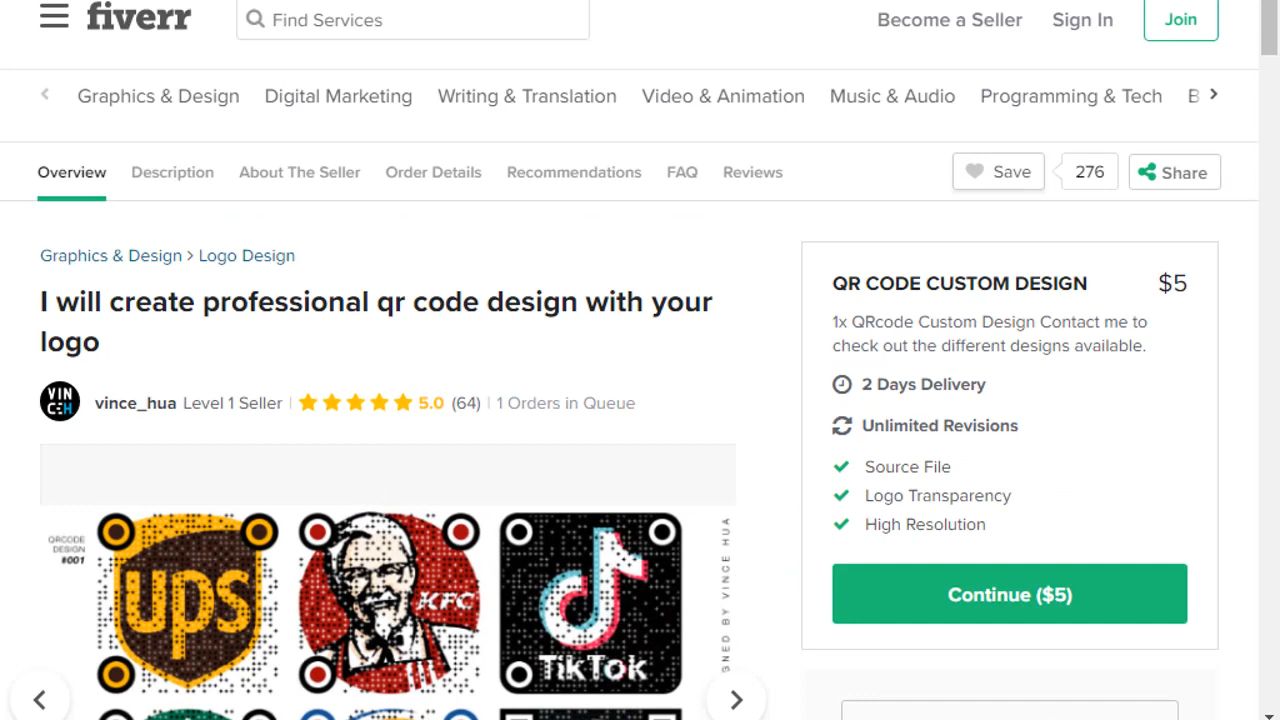 fiverr
Find Services
Become a Seller
Sign In
Join
Graphics & Design
Digital Marketing
Writing & Translation
Video & Animation
Music & Audio
Programming & Tech
B
Overview
Description
About The Seller
Order Details
Recommendations
FAQ
Reviews
Save
276
Share
Graphics & Design > Logo Design
I will create professional qr code design with your
logo
VIN
CEH
vince_hua Level 1 Seller
5.0 (64)
1 Orders in Queue
QR CODE CUSTOM DESIGN
$5
1x QRcode Custom Design Contact me to
check out the different designs available.
2 Days Delivery
Unlimited Revisions
Source File
Logo Transparency
High Resolution
Continue ($5)
QRCODE
DESIGN
#001
ups
KFC
TikTok
GNED BY VINCE HUA